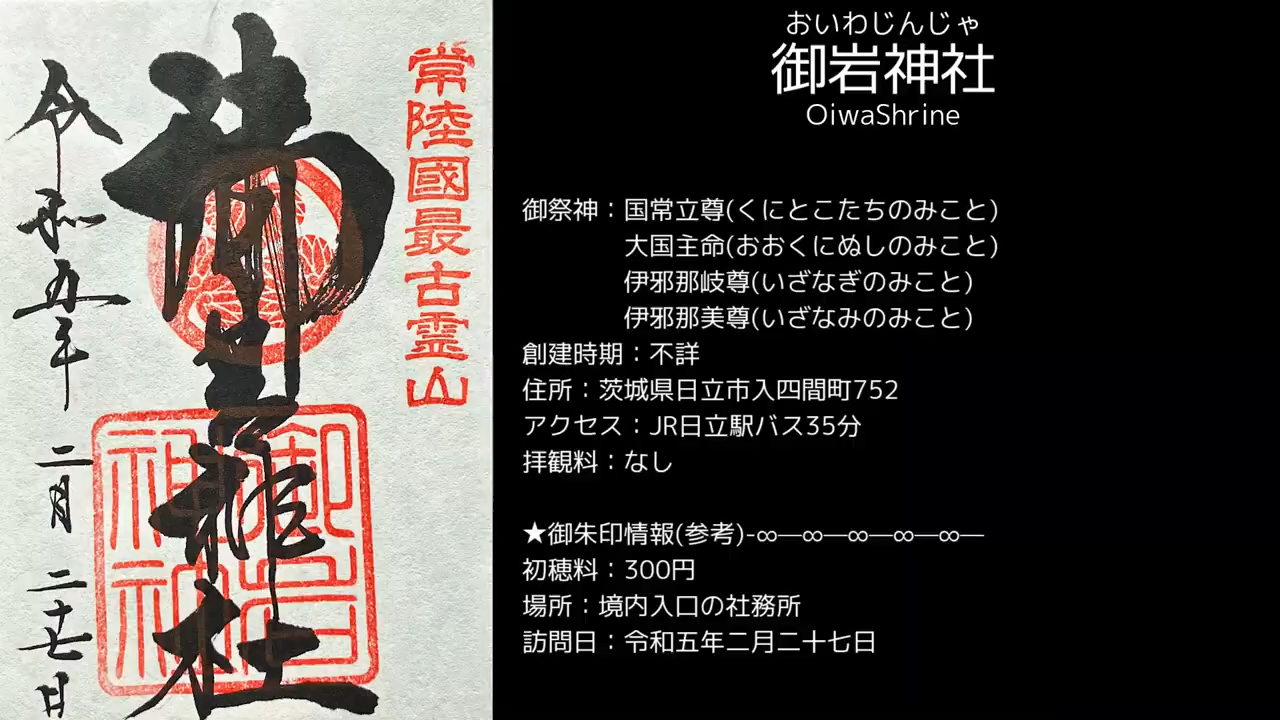 常陸國最古霊山
御岩神社
御岩神社
令和五年 二月 二十七日
おいわじんじゃ
御岩神社
OiwaShrine
御祭神：国常立尊(くにとこたちのみこと)
大国主命(おおくにぬしのみこと)
伊邪那岐尊(いざなぎのみこと)
伊邪那美尊(いざなみのみこと)
創建時期：不詳
住所：茨城県日立市入四間町752
アクセス：JR日立駅バス35分
拝観料：なし
★御朱印情報(参考)-∞—∞—∞—∞—∞—
初穂料：300円
場所：境内入口の社務所
訪問日：令和五年二月二十七日